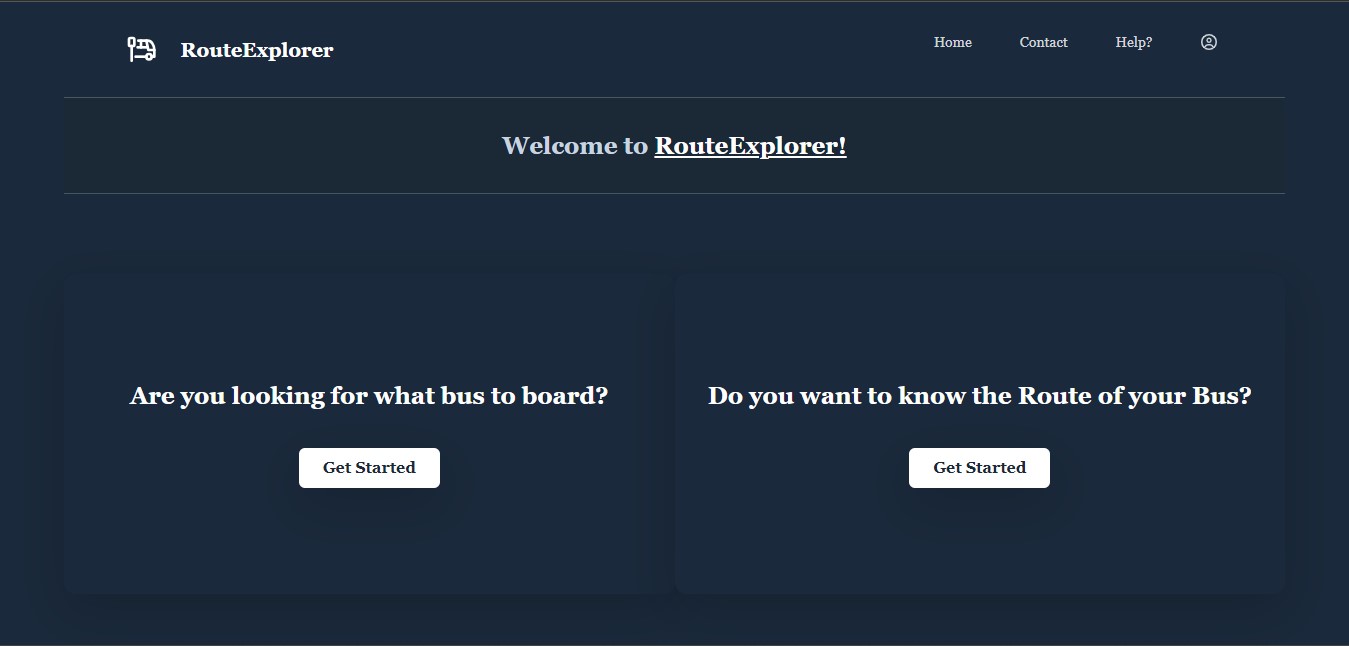 RouteExplorer
Home
Contact
Help?
Welcome to RouteExplorer!
Are you looking for what bus to board?
Get Started
Do you want to know the Route of your Bus?
Get Started